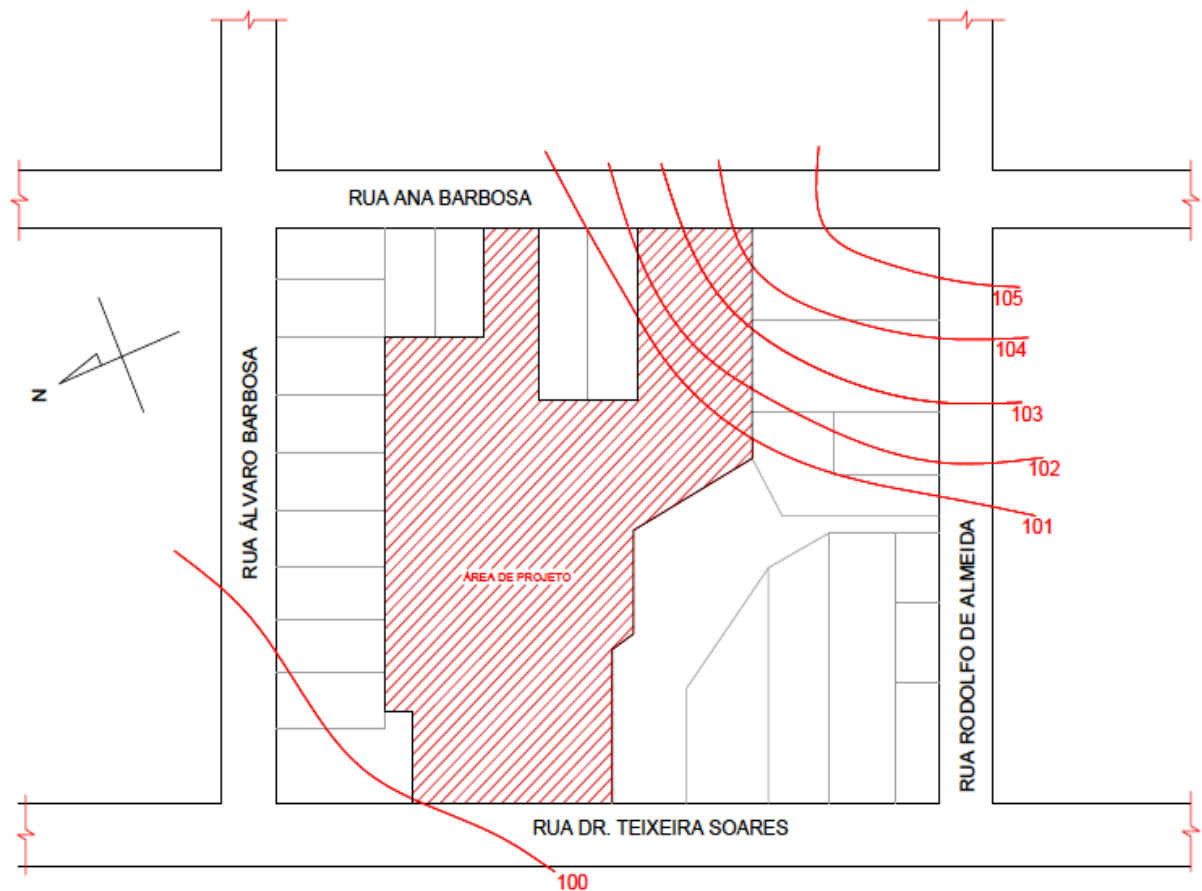 RUA ANA BARBOSA
105
N
104
RUA ÁLVARO BARBOSA
103
102
101
ÁREA DE PROJETO
RUA RODOLFO DE ALMEIDA
RUA DR. TEIXEIRA SOARES
100